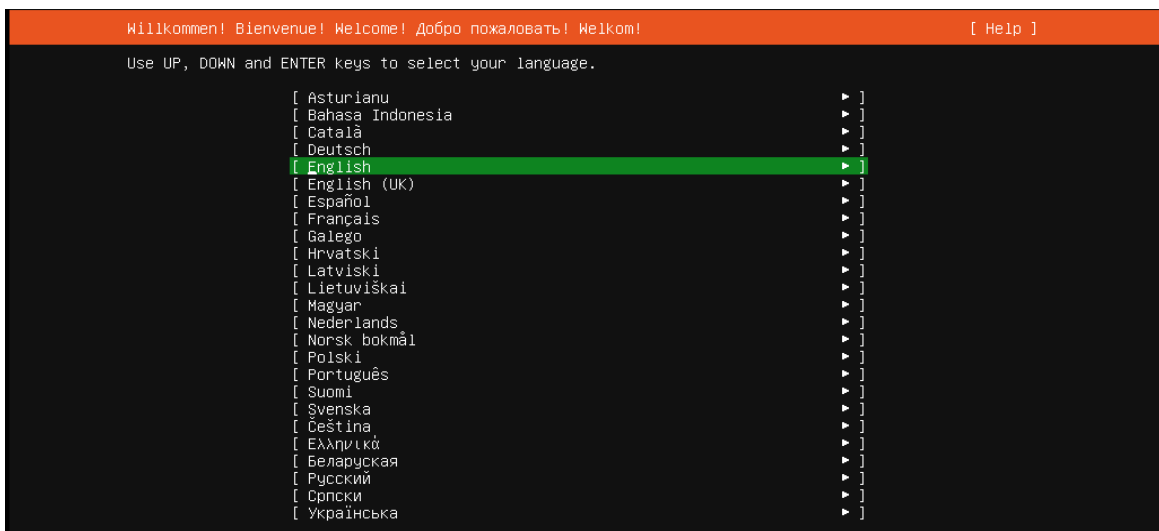 Willkommen! Bienvenue! Welcome! Добро пожаловать! Welkom! [ Help ]
Use UP, DOWN and ENTER keys to select your language.
[ Asturianu ► ]
[ Bahasa Indonesia ► ]
[ Català ► ]
[ Deutsch ► ]
[ English ► ]
[ English (UK) ► ]
[ Español ► ]
[ Français ► ]
[ Galego ► ]
[ Hrvatski ► ]
[ Latviski ► ]
[ Lietuviškai ► ]
[ Magyar ► ]
[ Nederlands ► ]
[ Norsk bokmål ► ]
[ Polski ► ]
[ Português ► ]
[ Suomi ► ]
[ Svenska ► ]
[ Čeština ► ]
[ Ελληνικά ► ]
[ Беларуская ► ]
[ Русский ► ]
[ Српски ► ]
[ Українська ► ]